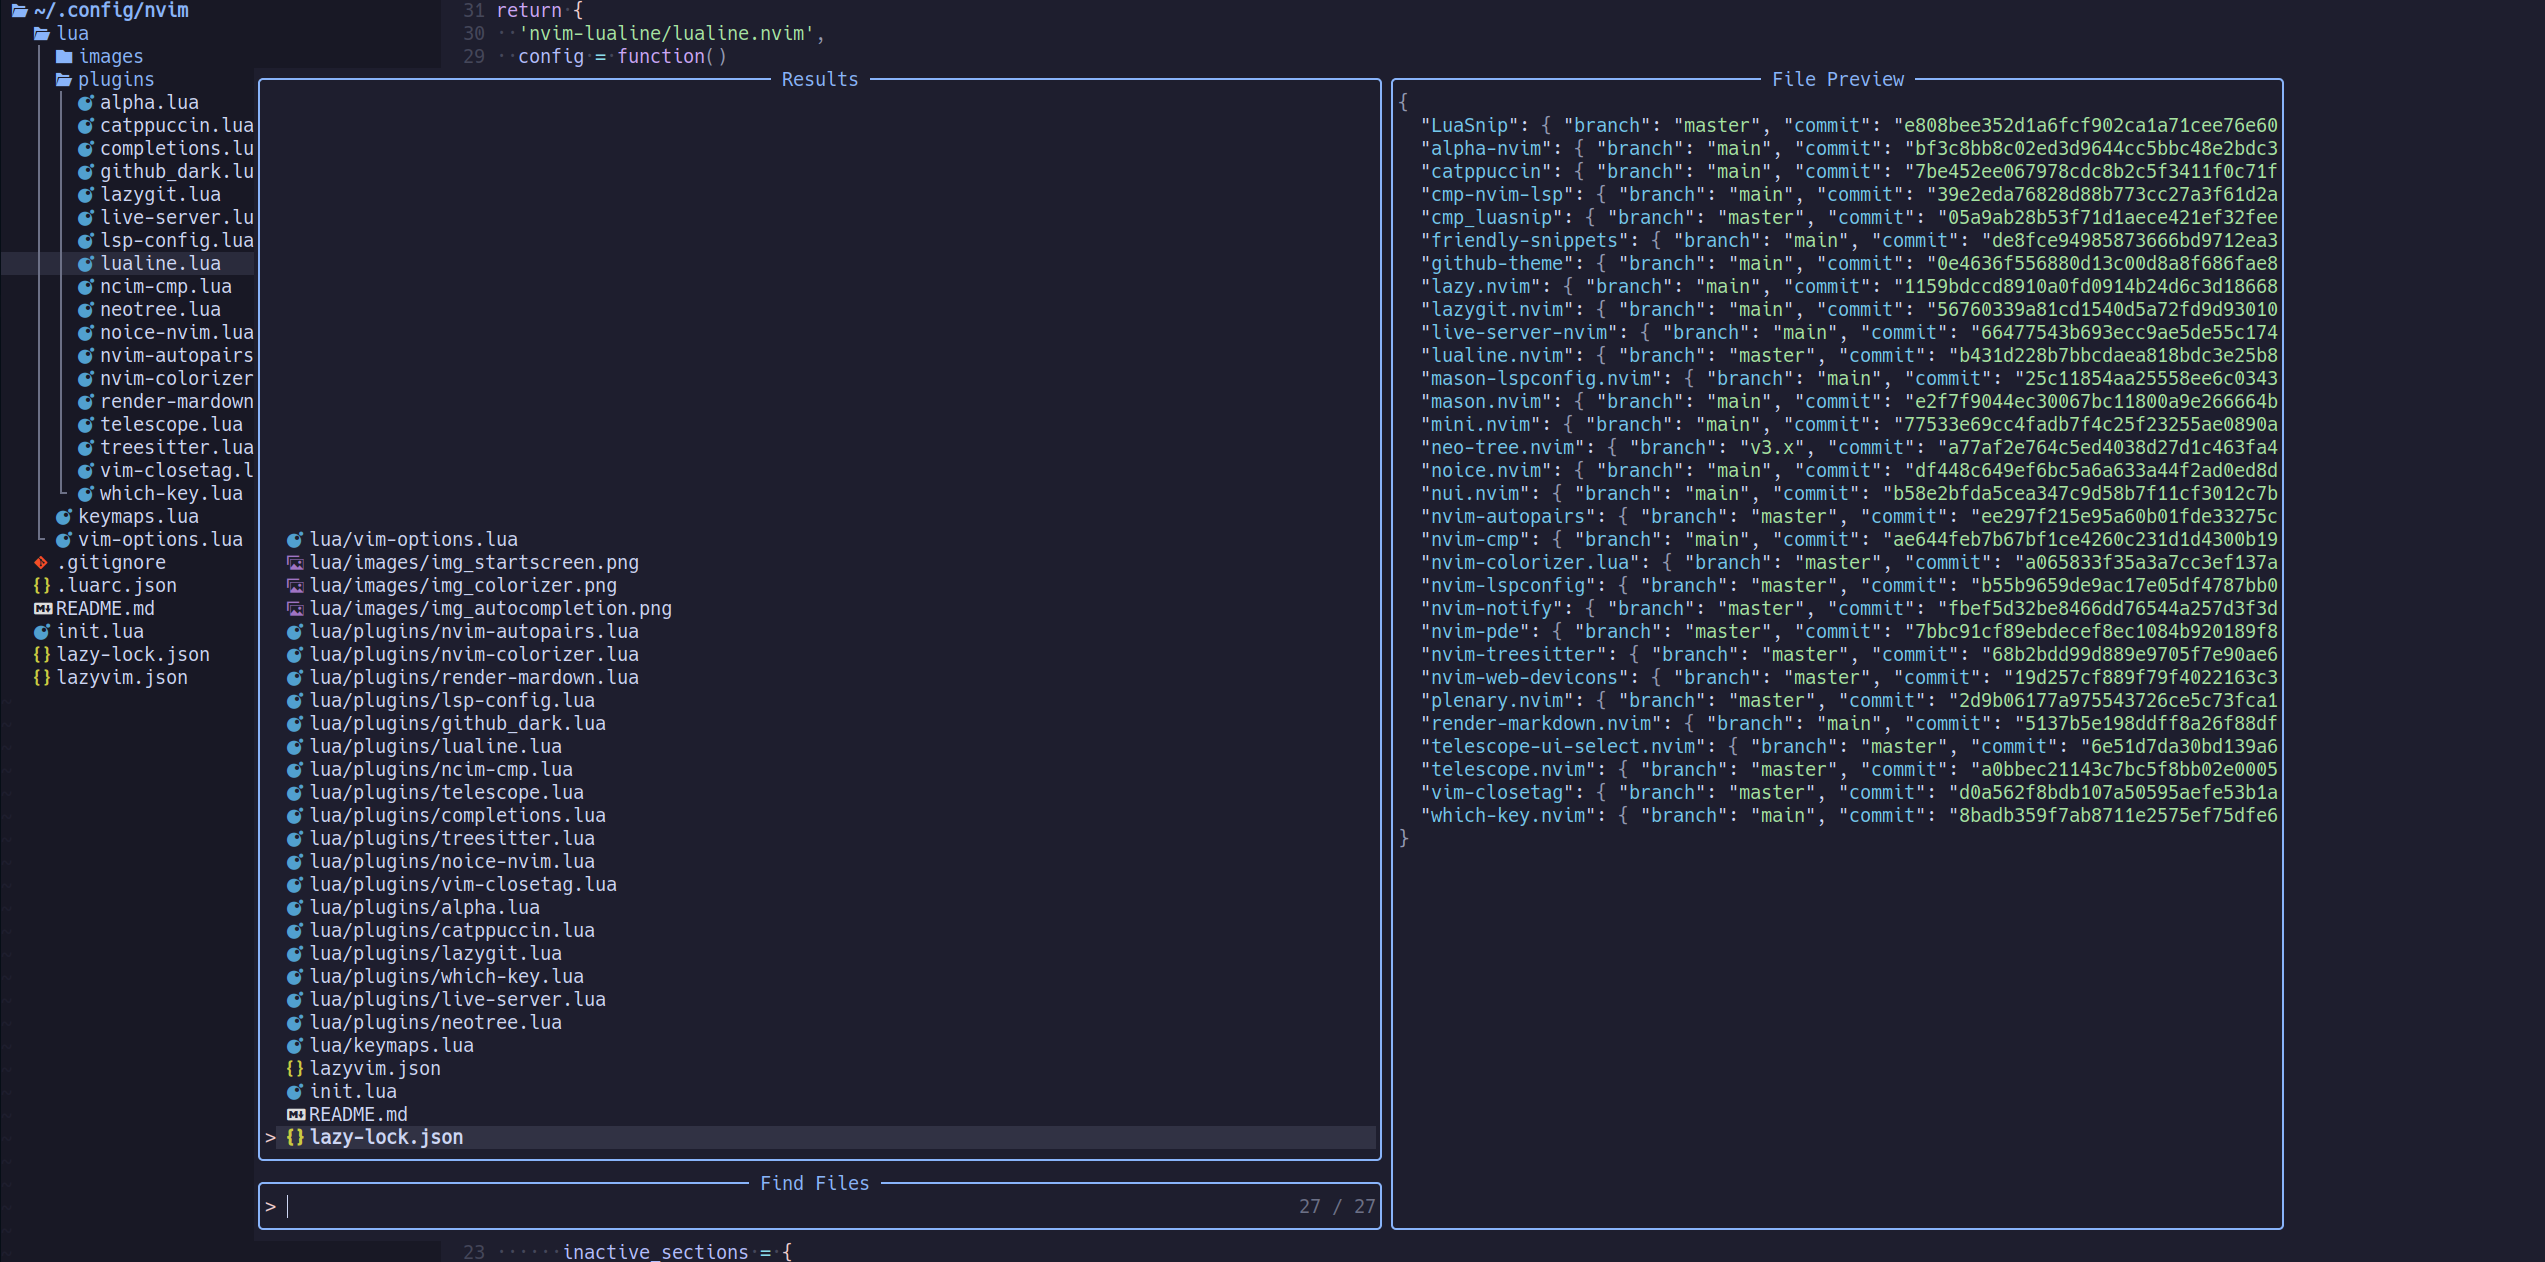 ~/.config/nvim
lua
images
plugins
alpha.lua
catppuccin.lua
completions.lu
github_dark.lu
lazygit.lua
live-server.lu
lsp-config.lua
lualine.lua
ncim-cmp.lua
neotree.lua
noice-nvim.lua
nvim-autopairs
nvim-colorizer
render-mardown
telescope.lua
treesitter.lua
vim-closetag.l
which-key.lua
keymaps.lua
vim-options.lua
.gitignore
{} .luarc.json
README.md
init.lua
{} lazy-lock.json
{} lazyvim.json
31 return {
30 'nvim-lualine/lualine.nvim',
29 config = function()
Results
lua/vim-options.lua
lua/images/img_startscreen.png
lua/images/img_colorizer.png
lua/images/img_autocompletion.png
lua/plugins/nvim-autopairs.lua
lua/plugins/nvim-colorizer.lua
lua/plugins/render-mardown.lua
lua/plugins/lsp-config.lua
lua/plugins/github_dark.lua
lua/plugins/lualine.lua
lua/plugins/ncim-cmp.lua
lua/plugins/telescope.lua
lua/plugins/completions.lua
lua/plugins/treesitter.lua
lua/plugins/noice-nvim.lua
lua/plugins/vim-closetag.lua
lua/plugins/alpha.lua
lua/plugins/catppuccin.lua
lua/plugins/lazygit.lua
lua/plugins/which-key.lua
lua/plugins/live-server.lua
lua/plugins/neotree.lua
lua/keymaps.lua
{} lazyvim.json
init.lua
README.md
> {} lazy-lock.json
Find Files
> 27 / 27
23 inactive_sections = {
File Preview
{
"LuaSnip": { "branch": "master", "commit": "e808bee352d1a6fcf902ca1a71cee76e60
"alpha-nvim": { "branch": "main", "commit": "bf3c8bb8c02ed3d9644cc5bbc48e2bdc3
"catppuccin": { "branch": "main", "commit": "7be452ee067978cdc8b2c5f3411f0c71f
"cmp-nvim-lsp": { "branch": "main", "commit": "39e2eda76828d88b773cc27a3f61d2a
"cmp_luasnip": { "branch": "master", "commit": "05a9ab28b53f71d1aece421ef32fee
"friendly-snippets": { "branch": "main", "commit": "de8fce94985873666bd9712ea3
"github-theme": { "branch": "main", "commit": "0e4636f556880d13c00d8a8f686fae8
"lazy.nvim": { "branch": "main", "commit": "1159bdccd8910a0fd0914b24d6c3d18668
"lazygit.nvim": { "branch": "main", "commit": "56760339a81cd1540d5a72fd9d93010
"live-server-nvim": { "branch": "main", "commit": "66477543b693ecc9ae5de55c174
"lualine.nvim": { "branch": "master", "commit": "b431d228b7bbcdaea818bdc3e25b8
"mason-lspconfig.nvim": { "branch": "main", "commit": "25c11854aa25558ee6c0343
"mason.nvim": { "branch": "main", "commit": "e2f7f9044ec30067bc11800a9e266664b
"mini.nvim": { "branch": "main", "commit": "77533e69cc4fadb7f4c25f23255ae0890a
"neo-tree.nvim": { "branch": "v3.x", "commit": "a77af2e764c5ed4038d27d1c463fa4
"noice.nvim": { "branch": "main", "commit": "df448c649ef6bc5a6a633a44f2ad0ed8d
"nui.nvim": { "branch": "main", "commit": "b58e2bfda5cea347c9d58b7f11cf3012c7b
"nvim-autopairs": { "branch": "master", "commit": "ee297f215e95a60b01fde33275c
"nvim-cmp": { "branch": "main", "commit": "ae644feb7b67bf1ce4260c231d1d4300b19
"nvim-colorizer.lua": { "branch": "master", "commit": "a065833f35a3a7cc3ef137a
"nvim-lspconfig": { "branch": "master", "commit": "b55b9659de9ac17e05df4787bb0
"nvim-notify": { "branch": "master", "commit": "fbef5d32be8466dd76544a257d3f3d
"nvim-pde": { "branch": "master", "commit": "7bbc91cf89ebdecef8ec1084b920189f8
"nvim-treesitter": { "branch": "master", "commit": "68b2bdd99d889e9705f7e90ae6
"nvim-web-devicons": { "branch": "master", "commit": "19d257cf889f79f4022163c3
"plenary.nvim": { "branch": "master", "commit": "2d9b06177a975543726ce5c73fca1
"render-markdown.nvim": { "branch": "main", "commit": "5137b5e198ddff8a26f88df
"telescope-ui-select.nvim": { "branch": "master", "commit": "6e51d7da30bd139a6
"telescope.nvim": { "branch": "master", "commit": "a0bbec21143c7bc5f8bb02e0005
"vim-closetag": { "branch": "master", "commit": "d0a562f8bdb107a50595aefe53b1a
"which-key.nvim": { "branch": "main", "commit": "8badb359f7ab8711e2575ef75dfe6
}